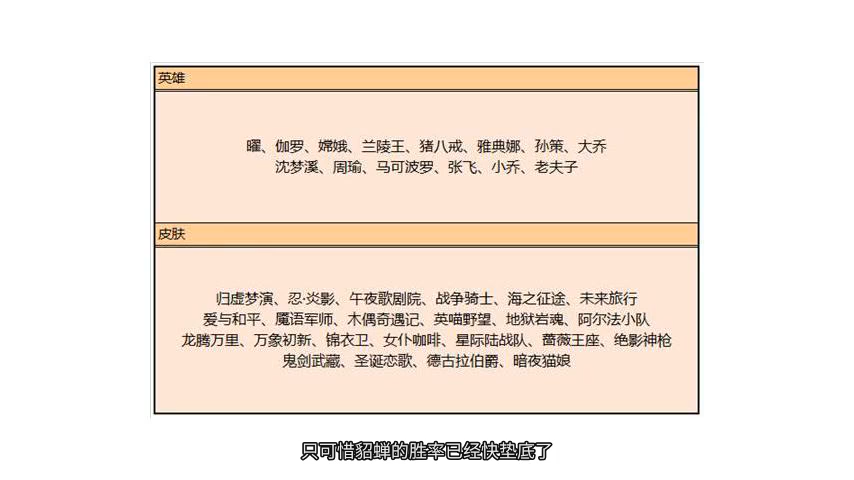 英雄
曜、伽罗、嫦娥、兰陵王、猪八戒、雅典娜、孙策、大乔
沈梦溪、周瑜、马可波罗、张飞、小乔、老夫子
皮肤
归虚梦演、忍·炎影、午夜歌剧院、战争骑士、海之征途、未来旅行
爱与和平、魇语军师、木偶奇遇记、英喵野望、地狱岩魂、阿尔法小队
龙腾万里、万象初新、锦衣卫、女仆咖啡、星际陆战队、蔷薇王座、绝影神枪
鬼剑武藏、圣诞恋歌、德古拉伯爵、暗夜猫娘
只可惜貂蝉的胜率已经快垫底了